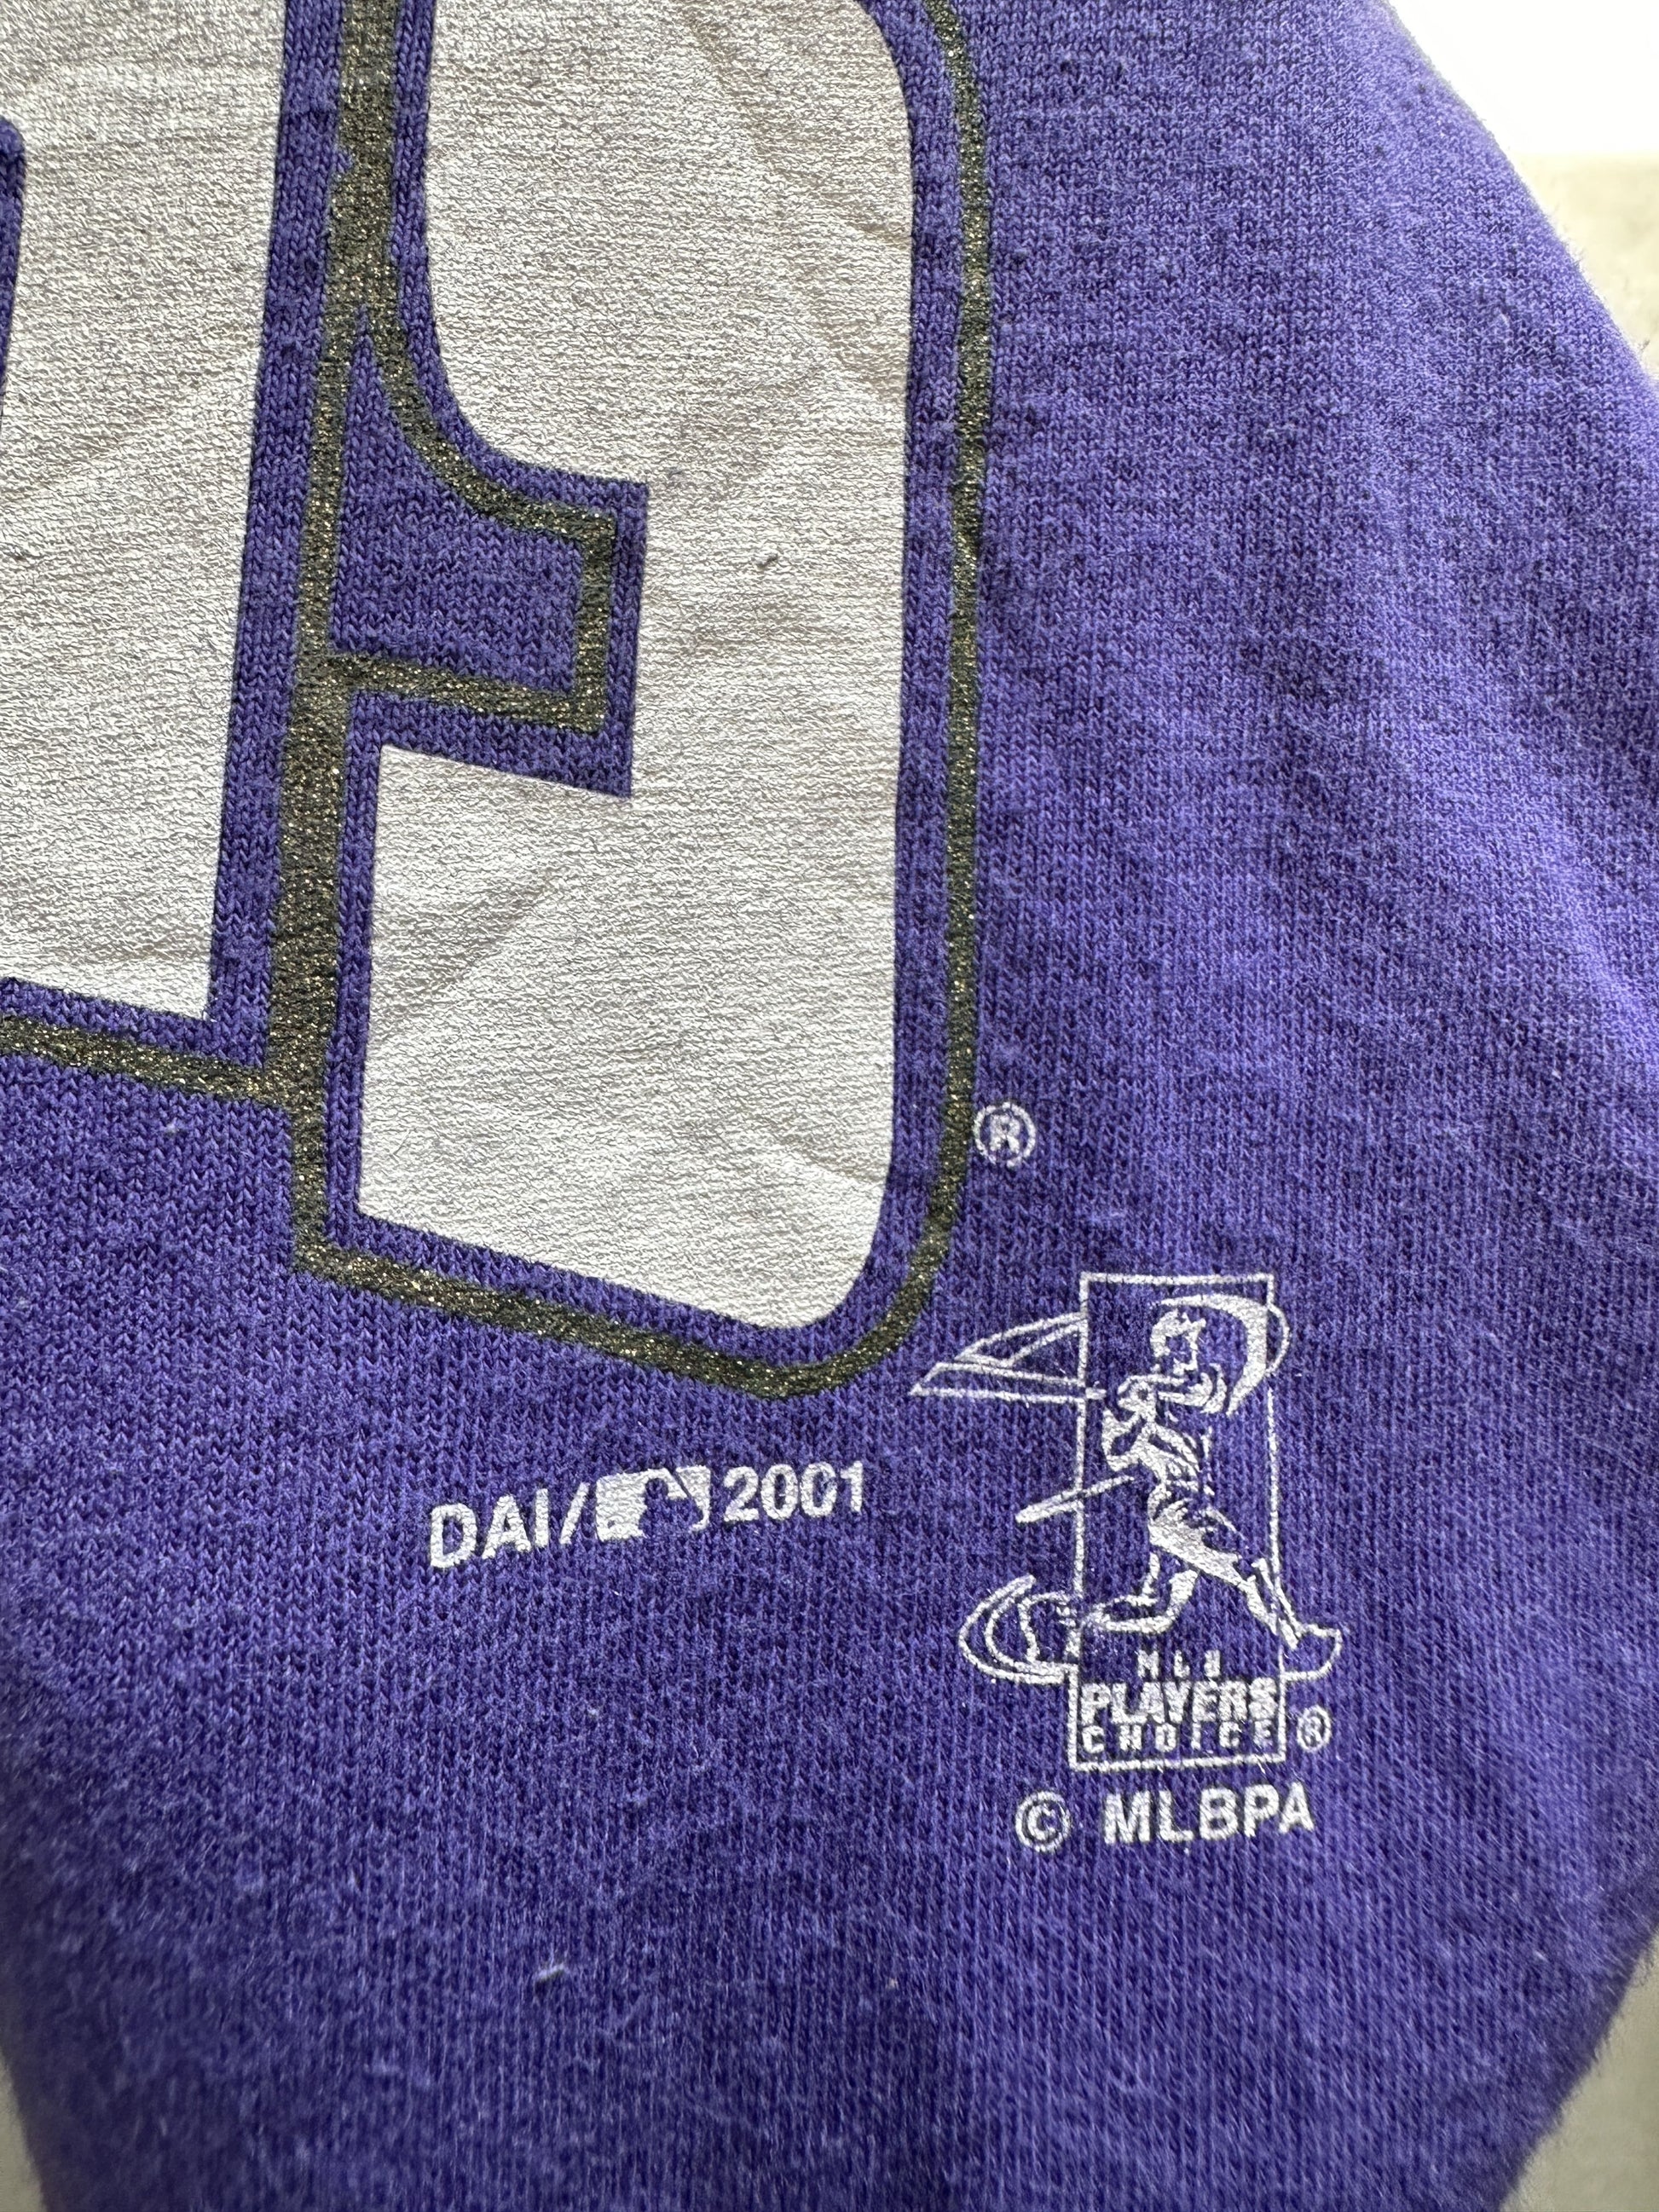 ®
DAI/ 2001
MLB
PLAYERS
CHOICE ®
© MLBPA